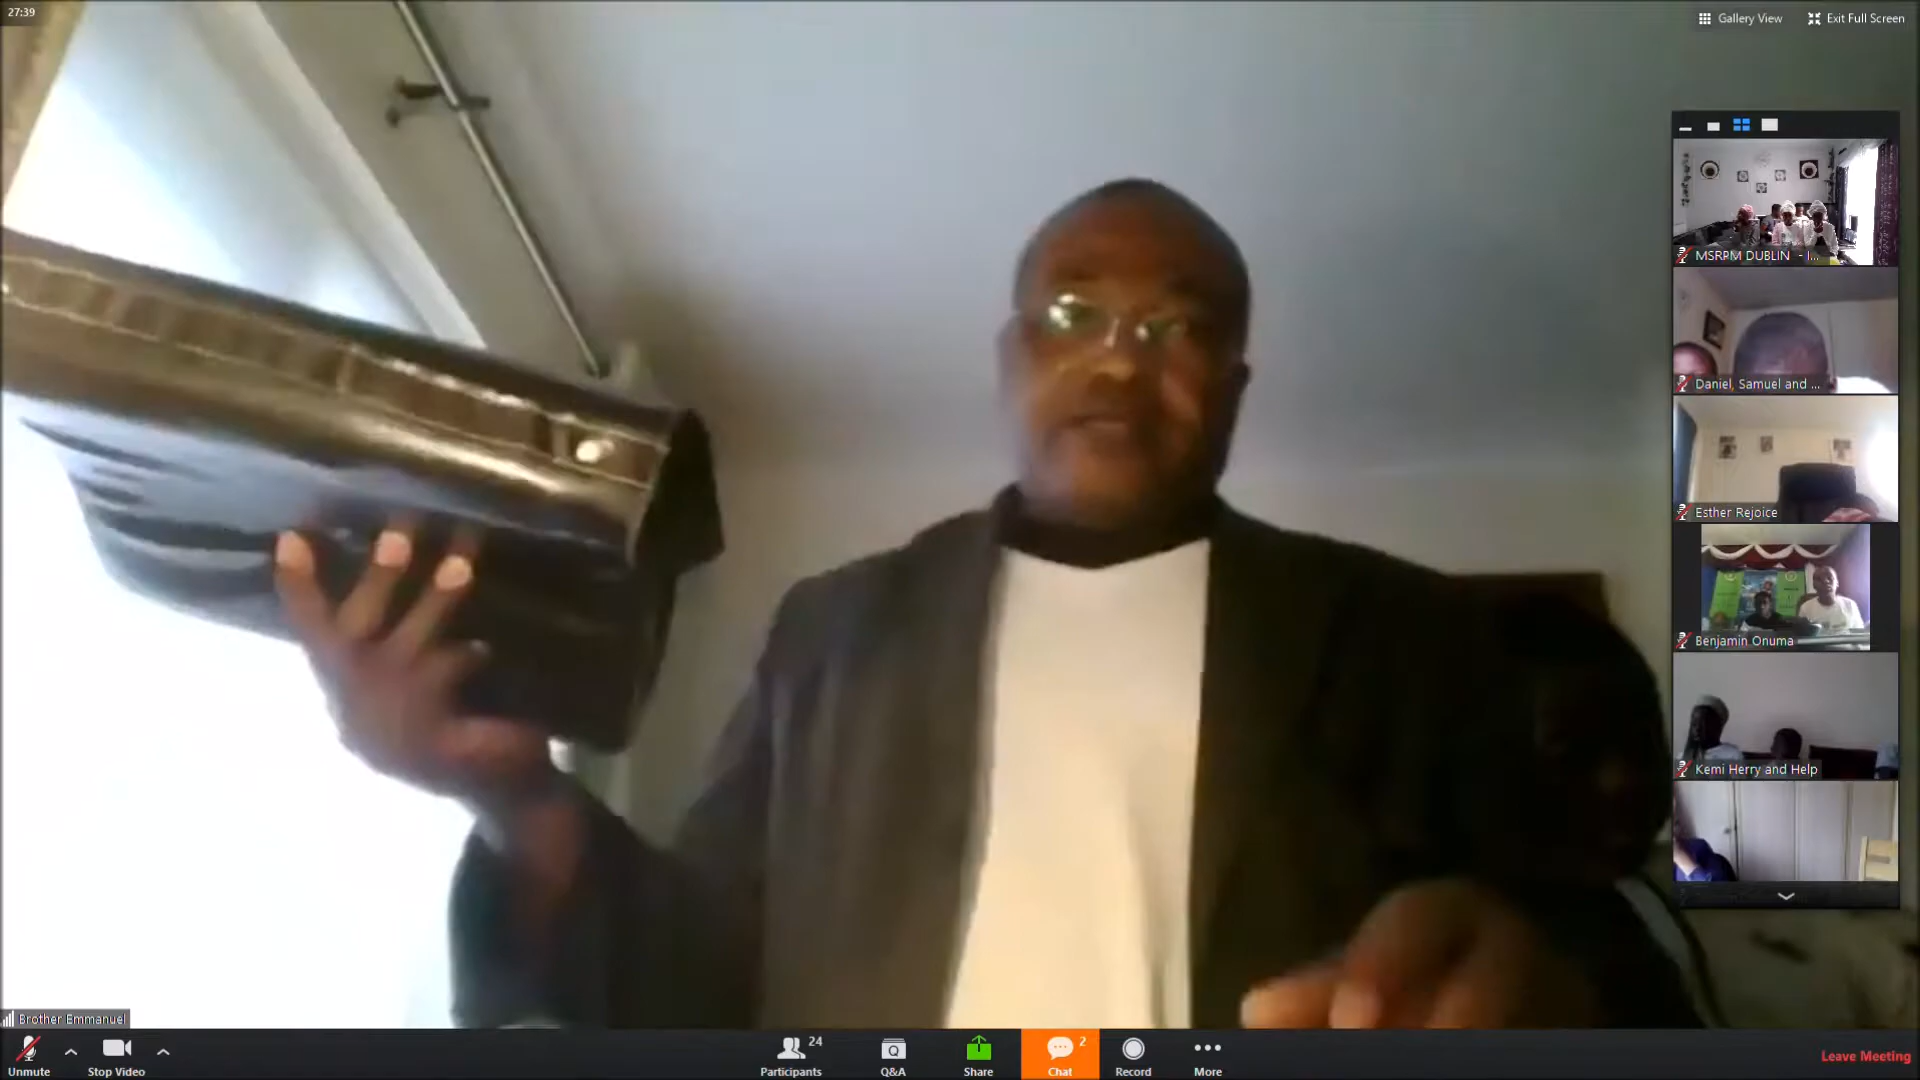 27:39
Gallery View
Exit Full Screen
MSRPM DUBLIN - I...
Daniel, Samuel and ...
Esther Rejoice
Benjamin Onuma
Kemi Herry and Help
Brother Emmanuel
Unmute
Stop Video
24
Participants
Q
Q&A
Share
2
Chat
Record
More
Leave Meeting